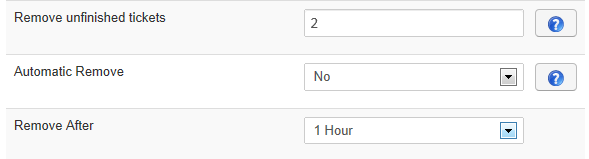 Remove unfinished tickets 2
Automatic Remove No
Remove After 1 Hour